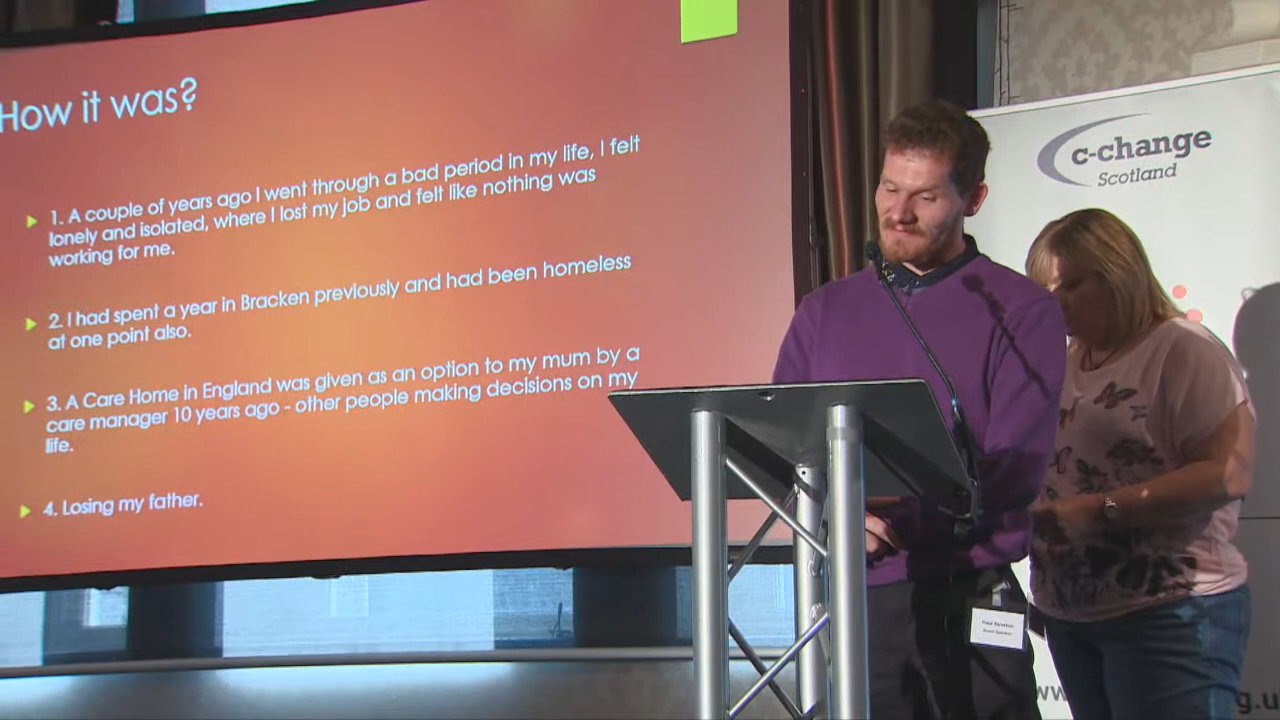 How it was?
1. A couple of years ago I went through a bad period in my life, I felt
lonely and isolated, where I lost my job and felt like nothing was
working for me.
2. I had spent a year in Bracken previously and had been homeless
at one point also.
3. A Care Home in England was given as an option to my mum by a
care manager 10 years ago - other people making decisions on my
life.
4. Losing my father.
c-change
Scotland
Paul
Guest Speaker